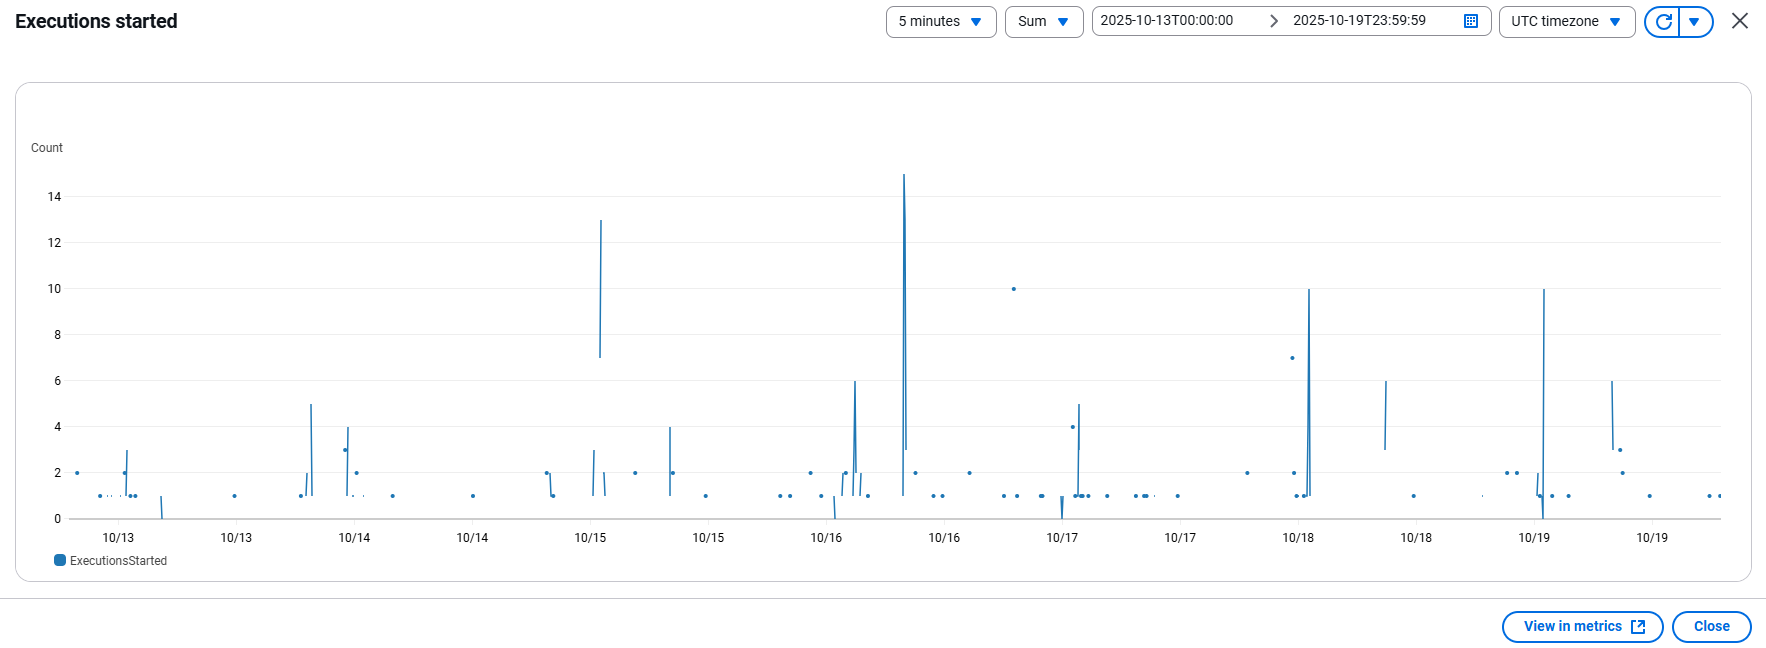 Executions started
5 minutes
Sum
2025-10-13T00:00:00
2025-10-19T23:59:59
UTC timezone
Count
14
12
10
8
6
4
2
0
10/13
10/13
10/14
10/14
10/15
10/15
10/16
10/16
10/17
10/17
10/18
10/18
10/19
10/19
ExecutionsStarted
View in metrics
Close